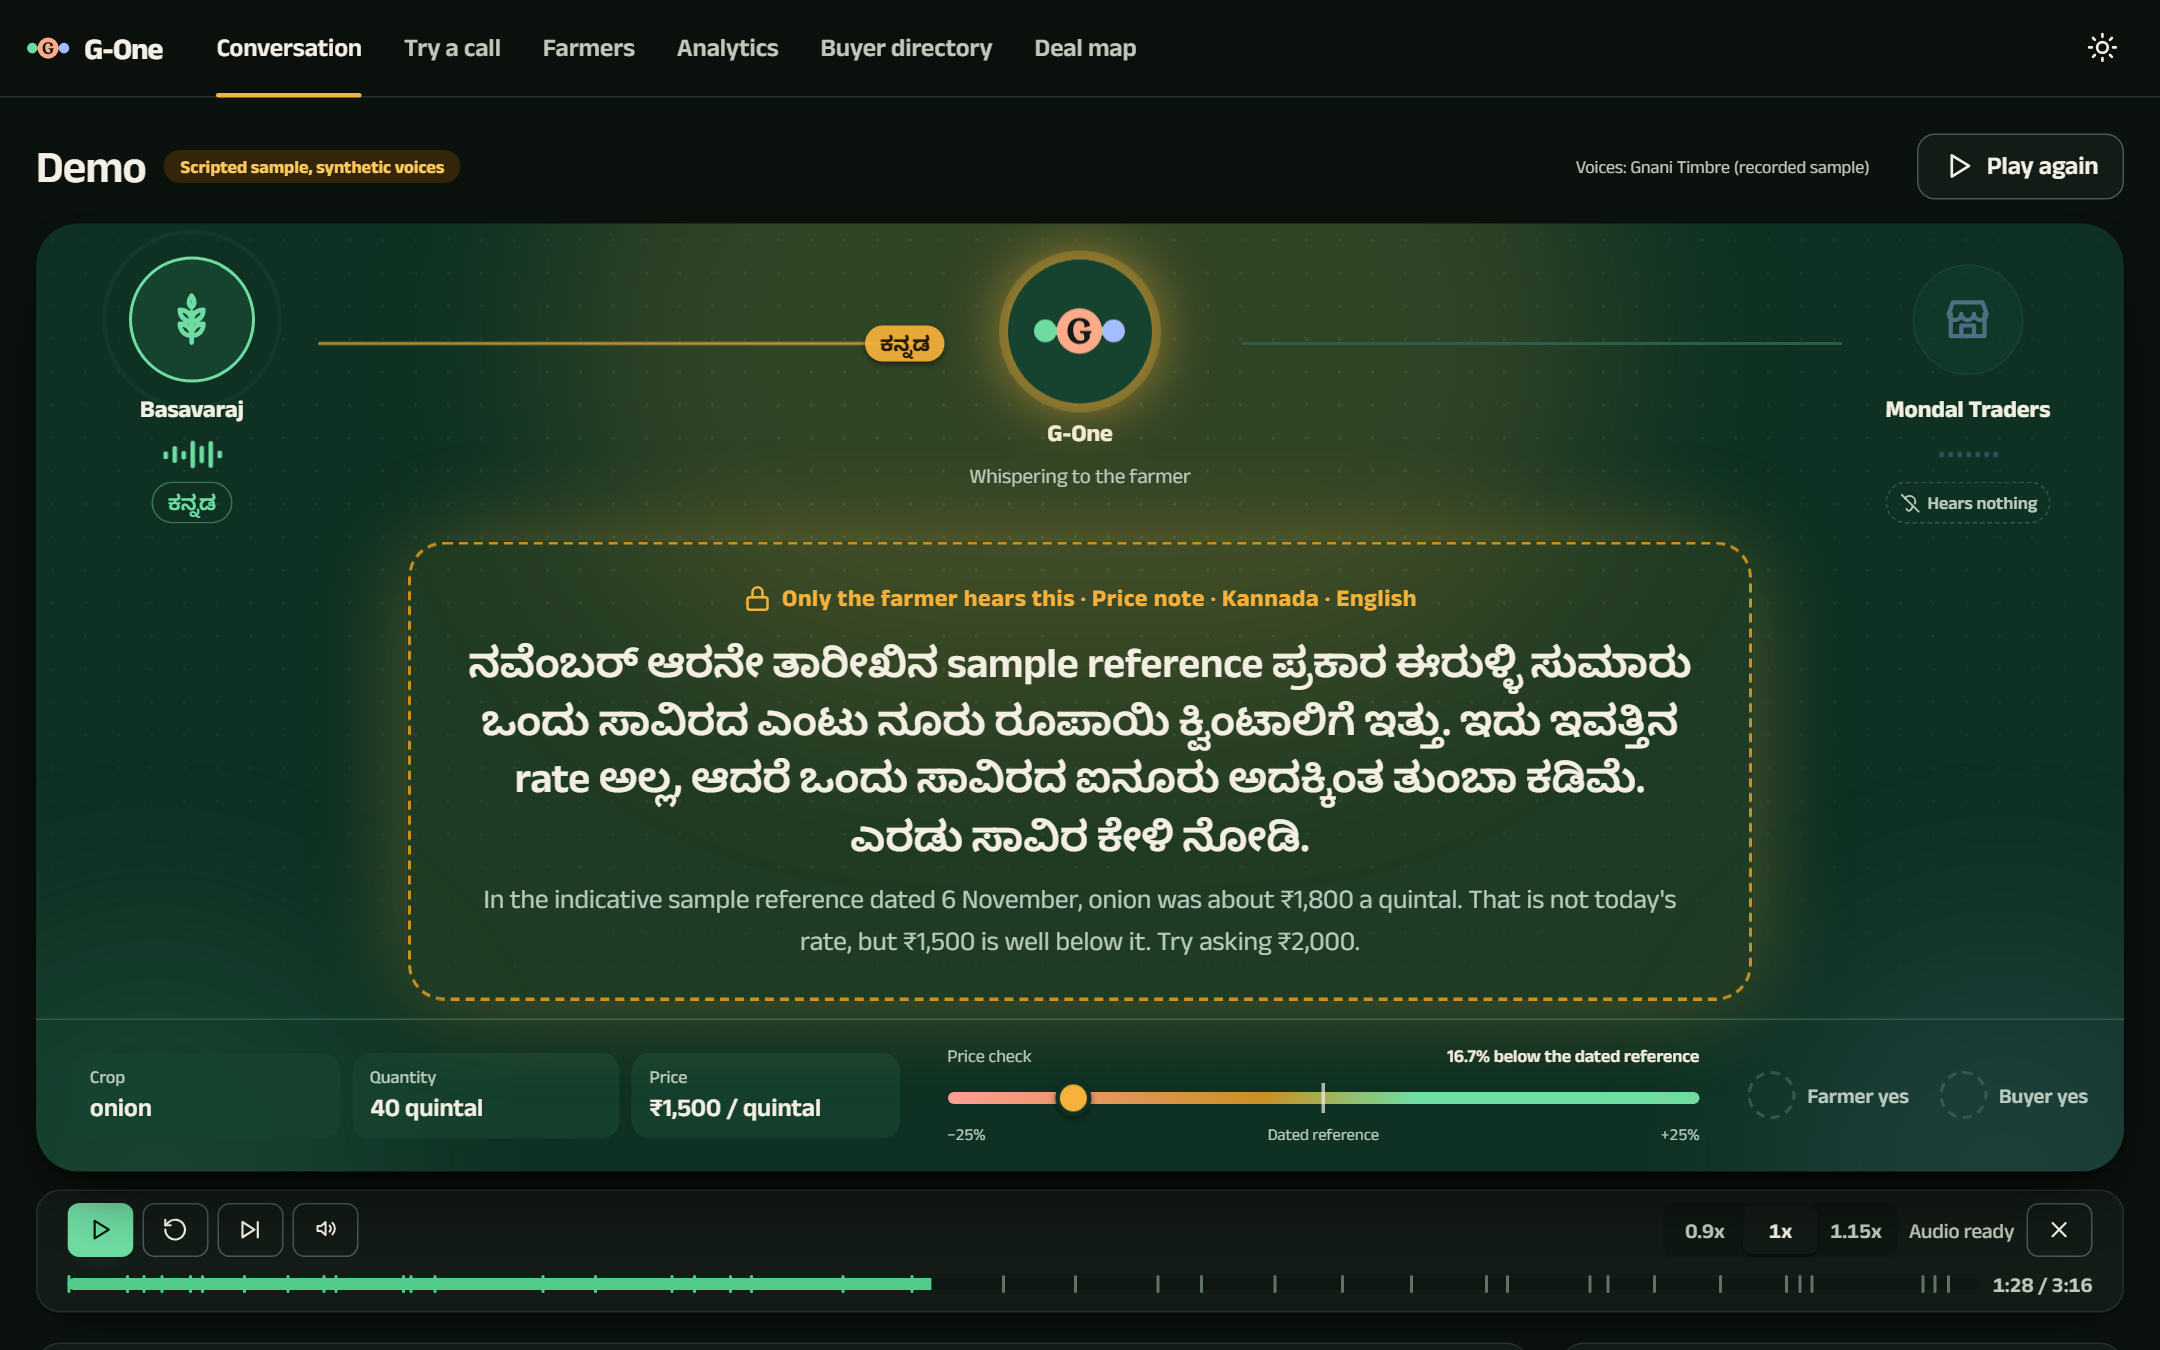 G G-One
Conversation
Try a call
Farmers
Analytics
Buyer directory
Deal map
Demo
Scripted sample, synthetic voices
Voices: Gnani Timbre (recorded sample)
Play again
ಕನ್ನಡ
G
Basavaraj
G-One
Mondal Traders
Whispering to the farmer
ಕನ್ನಡ
Hears nothing
Only the farmer hears this · Price note · Kannada · English
ನವೆಂಬರ್ ಆರನೇ ತಾರೀಖಿನ sample reference ಪ್ರಕಾರ ಈರುಳ್ಳಿ ಸುಮಾರು
ಒಂದು ಸಾವಿರದ ಎಂಟು ನೂರು ರೂಪಾಯಿ ಕ್ವಿಂಟಾಲಿಗೆ ಇತ್ತು. ಇದು ಇವತ್ತಿನ
rate ಅಲ್ಲ, ಆದರೆ ಒಂದು ಸಾವಿರದ ಐನೂರು ಅದಕ್ಕಿಂತ ತುಂಬಾ ಕಡಿಮೆ.
ಎರಡು ಸಾವಿರ ಕೇಳಿ ನೋಡಿ.
In the indicative sample reference dated 6 November, onion was about ₹1,800 a quintal. That is not today's
rate, but ₹1,500 is well below it. Try asking ₹2,000.
Crop
onion
Quantity
40 quintal
Price
₹1,500 / quintal
Price check
16.7% below the dated reference
−25%
Dated reference
+25%
Farmer yes
Buyer yes
0.9x
1x
1.15x
Audio ready
1:28 / 3:16